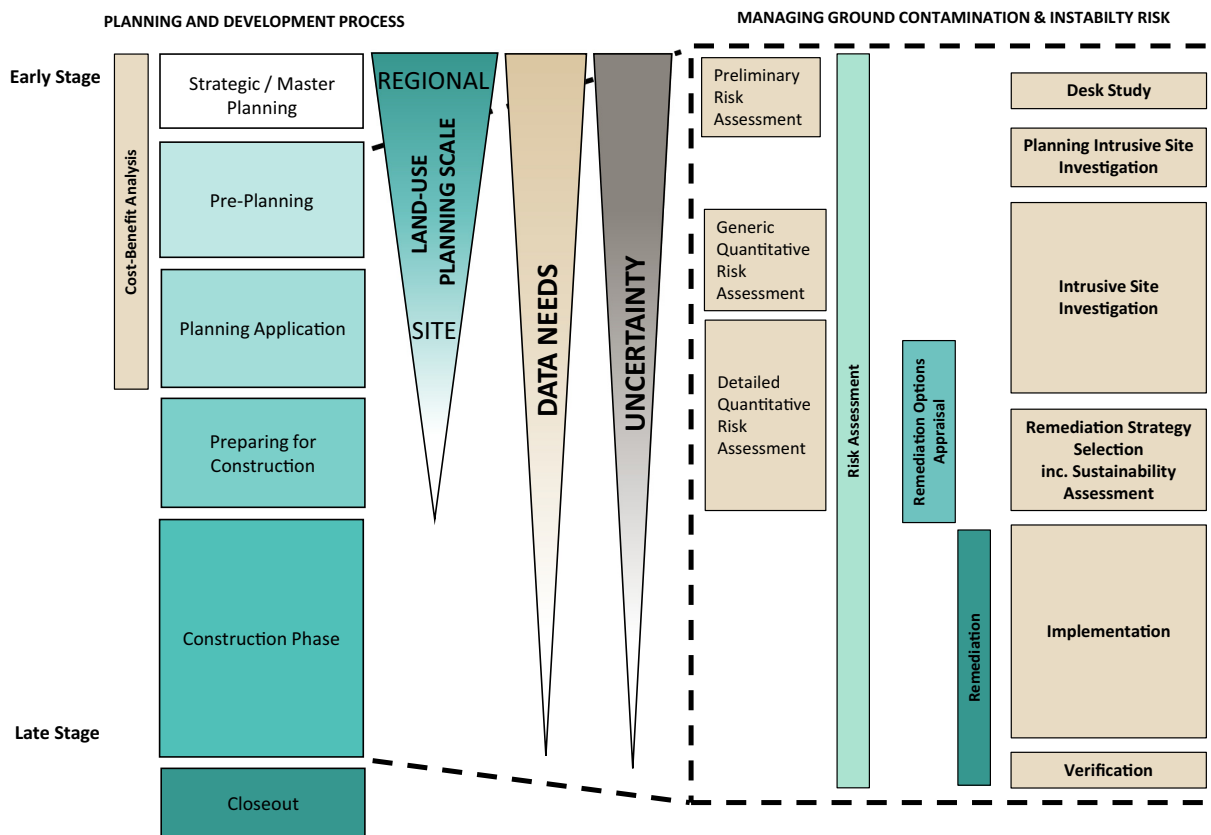 PLANNING AND DEVELOPMENT PROCESS
MANAGING GROUND CONTAMINATION & INSTABILTY RISK
Early Stage
Late Stage
Cost-Benefit Analysis
Strategic / Master
Planning
Pre-Planning
Planning Application
Preparing for
Construction
Construction Phase
Closeout
REGIONAL
LAND-USE
PLANNING SCALE
SITE
DATA NEEDS
UNCERTAINTY
Preliminary
Risk
Assessment
Generic
Quantitative
Risk
Assessment
Detailed
Quantitative
Risk
Assessment
Risk Assessment
Remediation Options
Appraisal
Remediation
Desk Study
Planning Intrusive Site
Investigation
Intrusive Site
Investigation
Remediation Strategy
Selection
inc. Sustainability
Assessment
Implementation
Verification